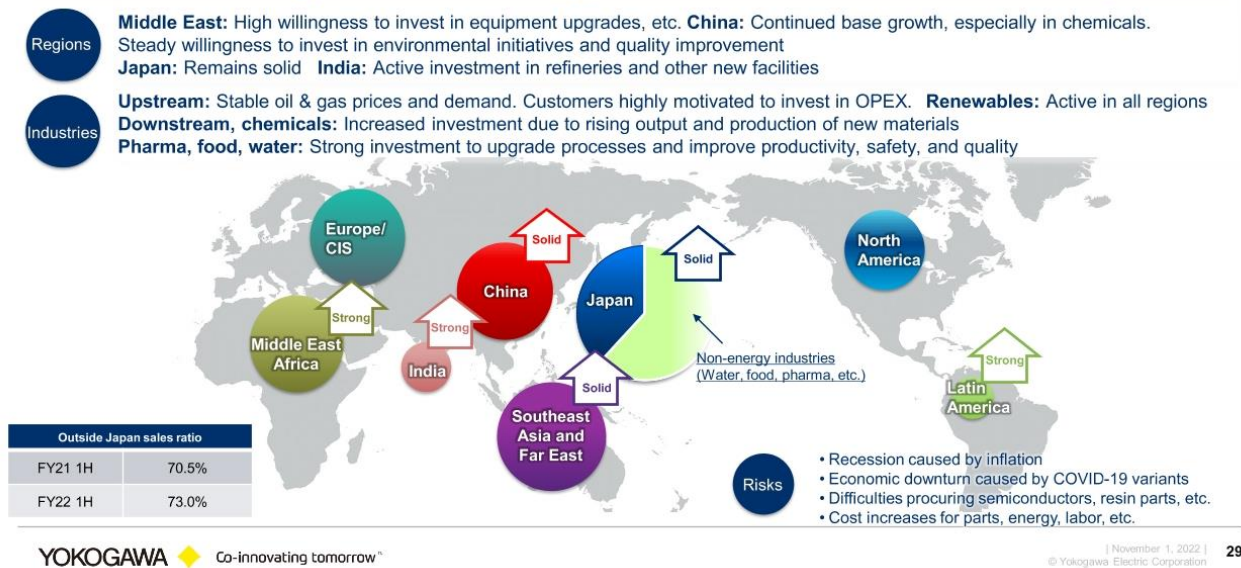 Regions
Middle East: High willingness to invest in equipment upgrades, etc. China: Continued base growth, especially in chemicals.
Steady willingness to invest in environmental initiatives and quality improvement
Japan: Remains solid India: Active investment in refineries and other new facilities
Industries
Upstream: Stable oil & gas prices and demand. Customers highly motivated to invest in OPEX. Renewables: Active in all regions
Downstream, chemicals: Increased investment due to rising output and production of new materials
Pharma, food, water: Strong investment to upgrade processes and improve productivity, safety, and quality
Europe/
CIS
Solid
China
Japan
Solid
North
America
Strong
Middle East
Africa
Strong
India
Non-energy industries
(Water, food, pharma, etc.)
Strong
Latin
America
Solid
Southeast
Asia and
Far East
Outside Japan sales ratio
FY21 1H 70.5%
FY22 1H 73.0%
Risks
• Recession caused by inflation
• Economic downturn caused by COVID-19 variants
• Difficulties procuring semiconductors, resin parts, etc.
• Cost increases for parts, energy, labor, etc.
YOKOGAWA Co-innovating tomorrow™
| November 1, 2022 |
© Yokogawa Electric Corporation
29